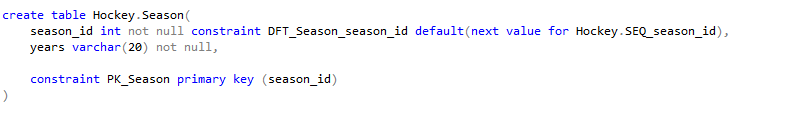 create table Hockey.Season(
    season_id int not null constraint DFT_Season_season_id default(next value for Hockey.SEQ_season_id),
    years varchar(20) not null,
    constraint PK_Season primary key (season_id)
)